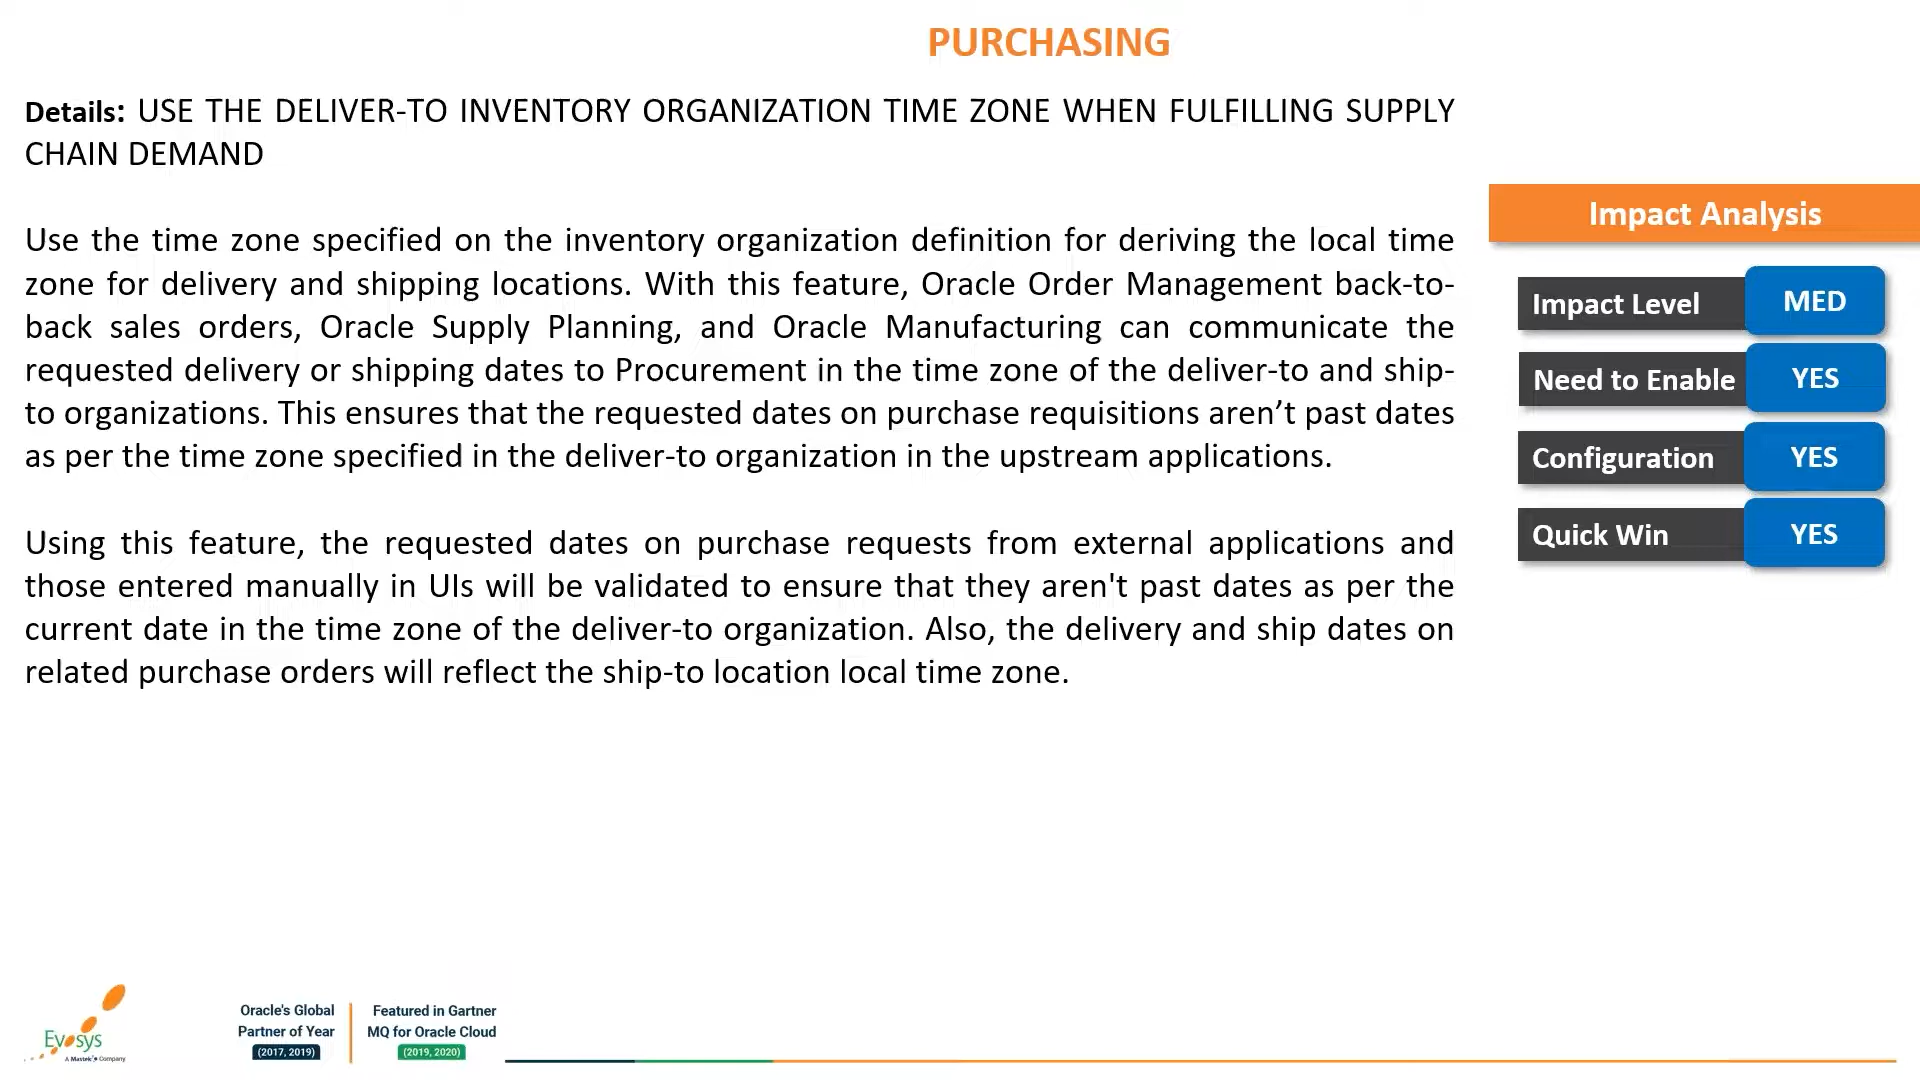 PURCHASING
Details: USE THE DELIVER-TO INVENTORY ORGANIZATION TIME ZONE WHEN FULFILLING SUPPLY
CHAIN DEMAND
Use the time zone specified on the inventory organization definition for deriving the local time
zone for delivery and shipping locations. With this feature, Oracle Order Management back-to-
back sales orders, Oracle Supply Planning, and Oracle Manufacturing can communicate the
requested delivery or shipping dates to Procurement in the time zone of the deliver-to and ship-
to organizations. This ensures that the requested dates on purchase requisitions aren’t past dates
as per the time zone specified in the deliver-to organization in the upstream applications.
Using this feature, the requested dates on purchase requests from external applications and
those entered manually in UIs will be validated to ensure that they aren't past dates as per the
current date in the time zone of the deliver-to organization. Also, the delivery and ship dates on
related purchase orders will reflect the ship-to location local time zone.
Impact Analysis
Impact Level MED
Need to Enable YES
Configuration YES
Quick Win YES
Evosys
A Mastek Company
Oracle's Global
Partner of Year
(2017, 2019)
Featured in Gartner
MQ for Oracle Cloud
(2019, 2020)